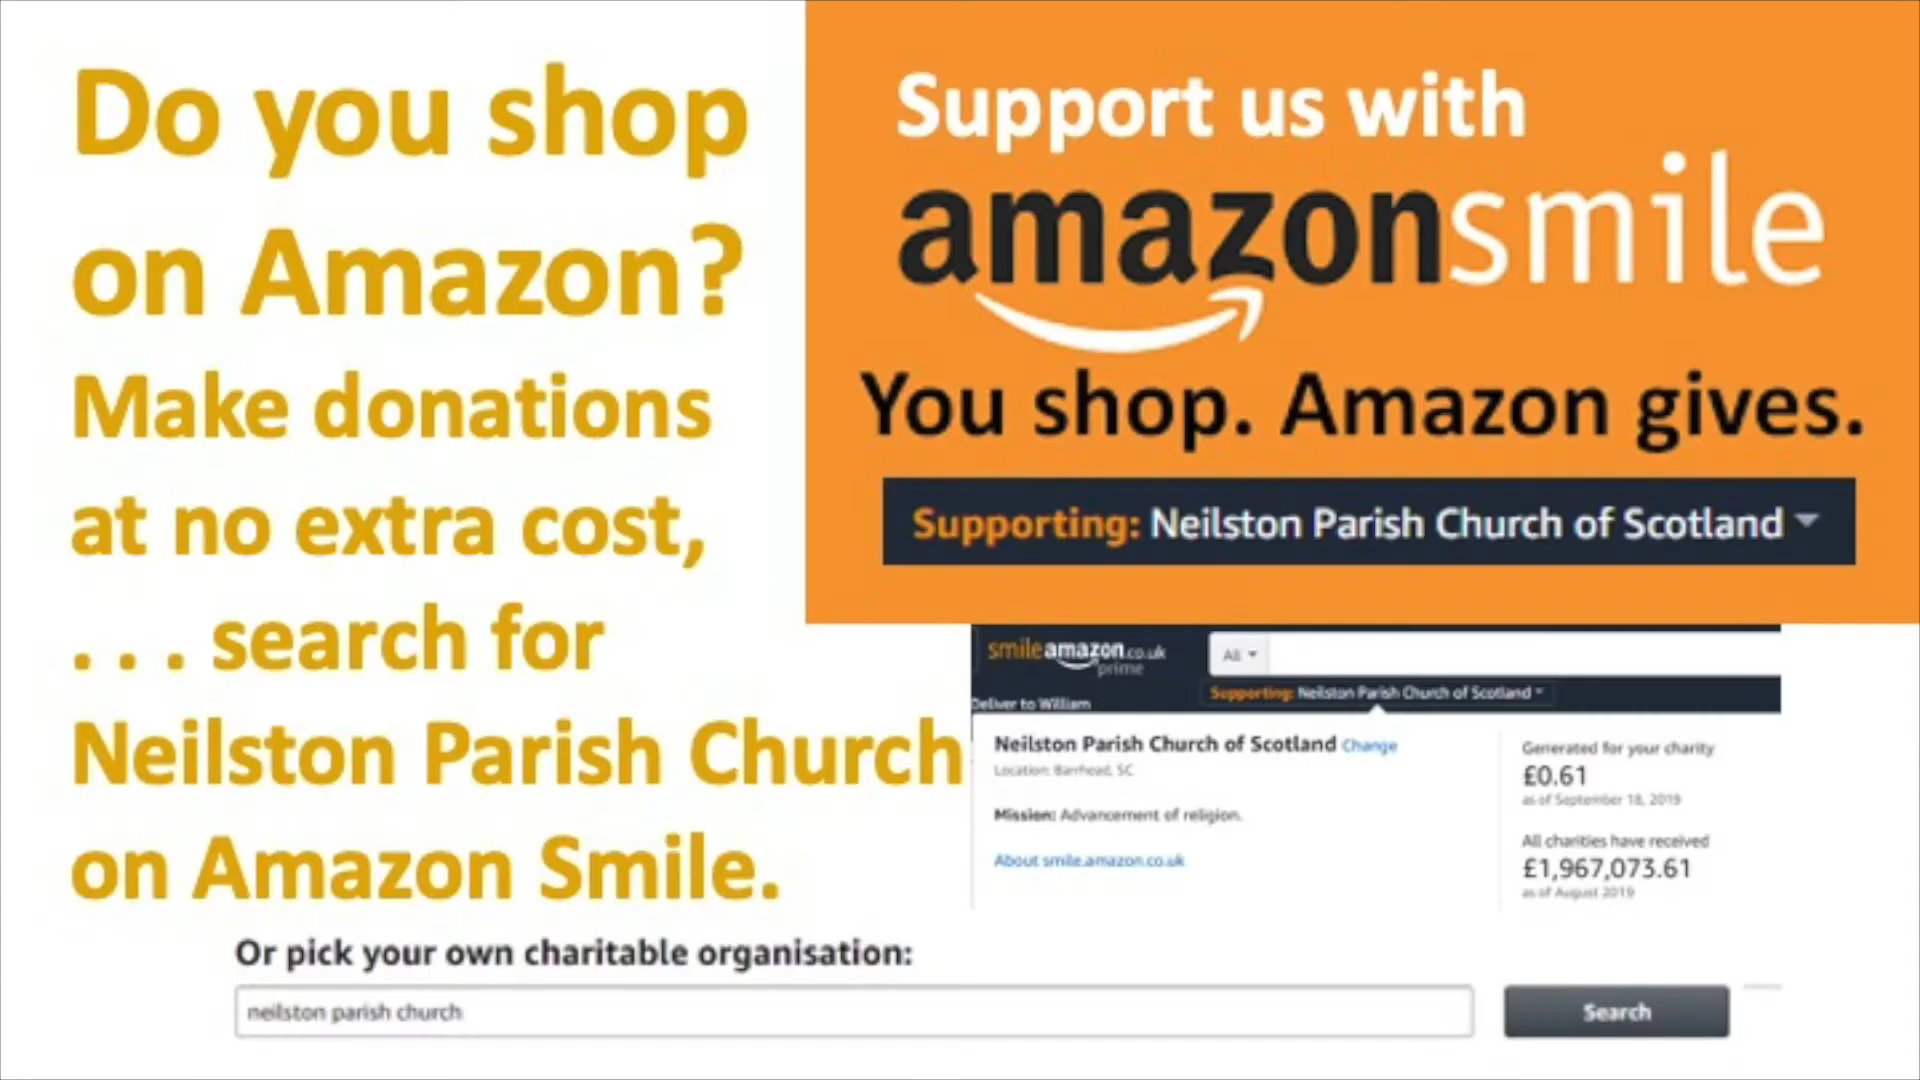 Do you shop
on Amazon?
Make donations
at no extra cost,
. . . search for
Neilston Parish Church
on Amazon Smile.
Support us with
amazonsmile
You shop. Amazon gives.
Supporting: Neilston Parish Church of Scotland
smileamazon.co.uk
prime
All
Deliver to William
Supporting: Neilston Parish Church of Scotland
Neilston Parish Church of Scotland Change
Location: Barrhead, SC
Mission: Advancement of religion.
About smile.amazon.co.uk
Generated for your charity
£0.61
as of September 18, 2019
All charities have received
£1,967,073.61
as of August 2019
Or pick your own charitable organisation:
neilston parish church
Search